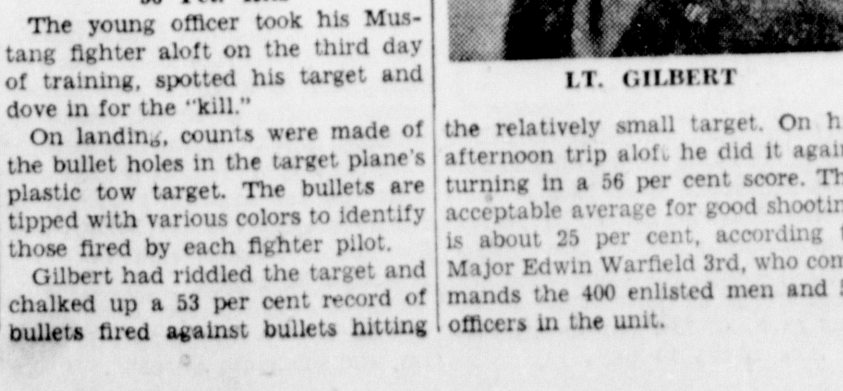 The young officer took his Mus-
tang fighter aloft on the third day
of training, spotted his target and
dove in for the "kill."
On landing, counts were made of
the bullet holes in the target plane's
plastic tow target. The bullets are
tipped with various colors to identify
those fired by each fighter pilot.
Gilbert had riddled the target and
chalked up a 53 per cent record of
bullets fired against bullets hitting
LT. GILBERT
the relatively small target. On h
afternoon trip aloft he did it agai
turning in a 56 per cent score. Th
acceptable average for good shootin
is about 25 per cent, according
Major Edwin Warfield 3rd, who com
mands the 400 enlisted men and
officers in the unit.